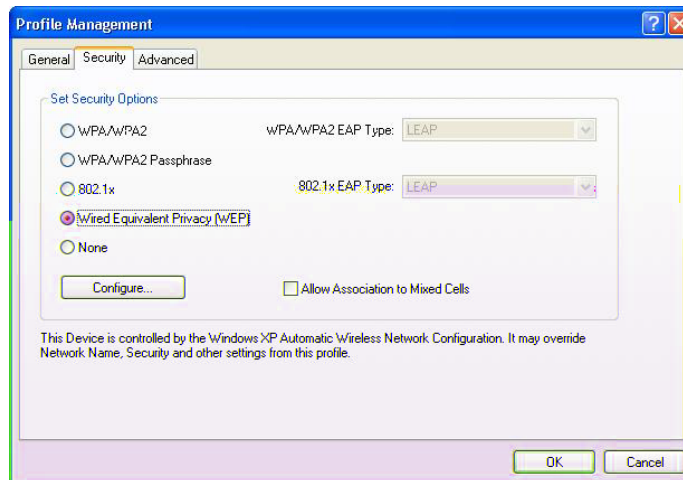 Profile Management
General Security Advanced
Set Security Options
WPA/WPA2 WPA/WPA2 EAP Type: LEAP
WPA/WPA2 Passphrase
802.1x 802.1x EAP Type: LEAP
Wired Equivalent Privacy (WEP)
None
Configure... Allow Association to Mixed Cells
This Device is controlled by the Windows XP Automatic Wireless Network Configuration. It may override
Network Name, Security and other settings from this profile.
OK Cancel